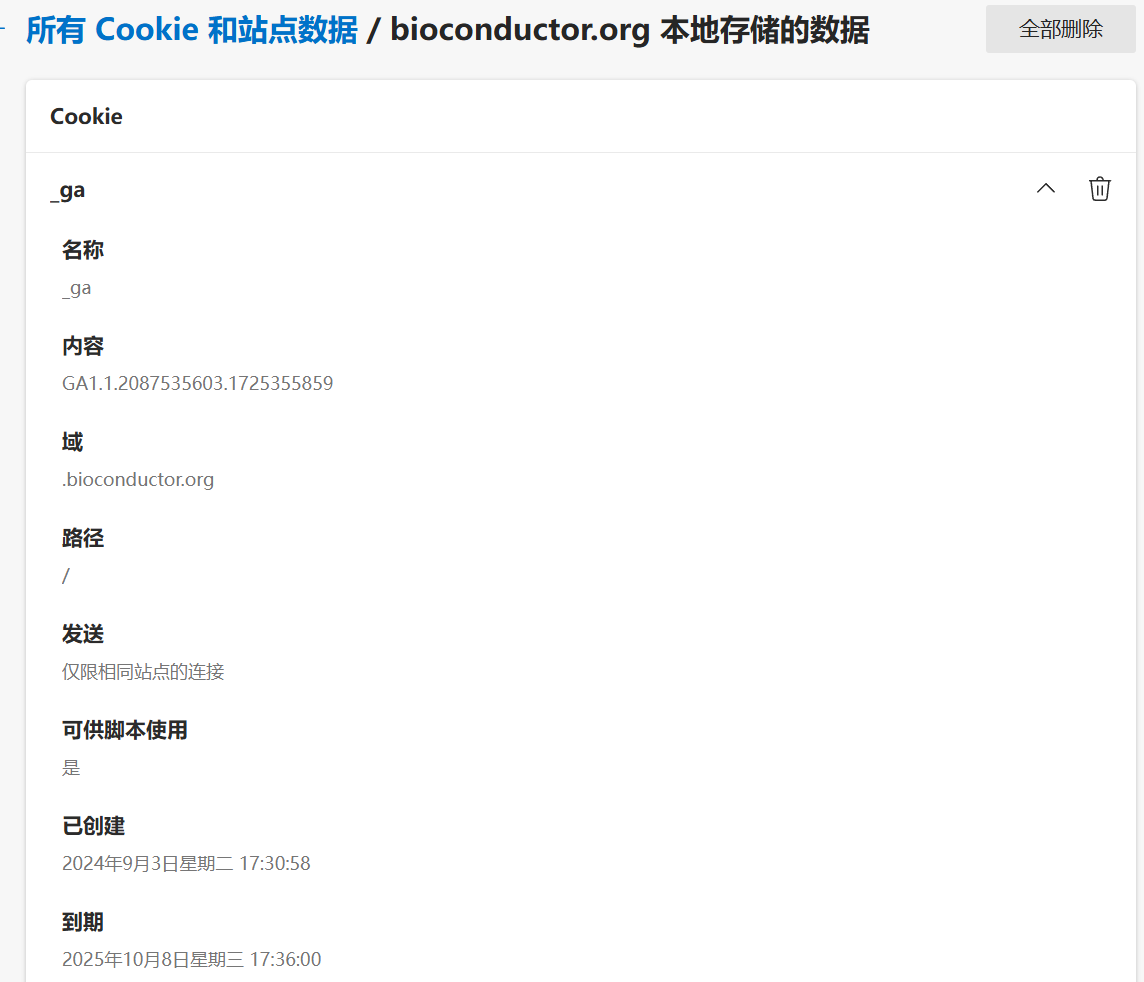 所有 Cookie 和站点数据 / bioconductor.org 本地存储的数据
全部删除
Cookie
_ga
名称
_ga
内容
GA1.1.2087535603.1725355859
域
.bioconductor.org
路径
/
发送
仅限相同站点的连接
可供脚本使用
是
已创建
2024年9月3日星期二 17:30:58
到期
2025年10月8日星期三 17:36:00